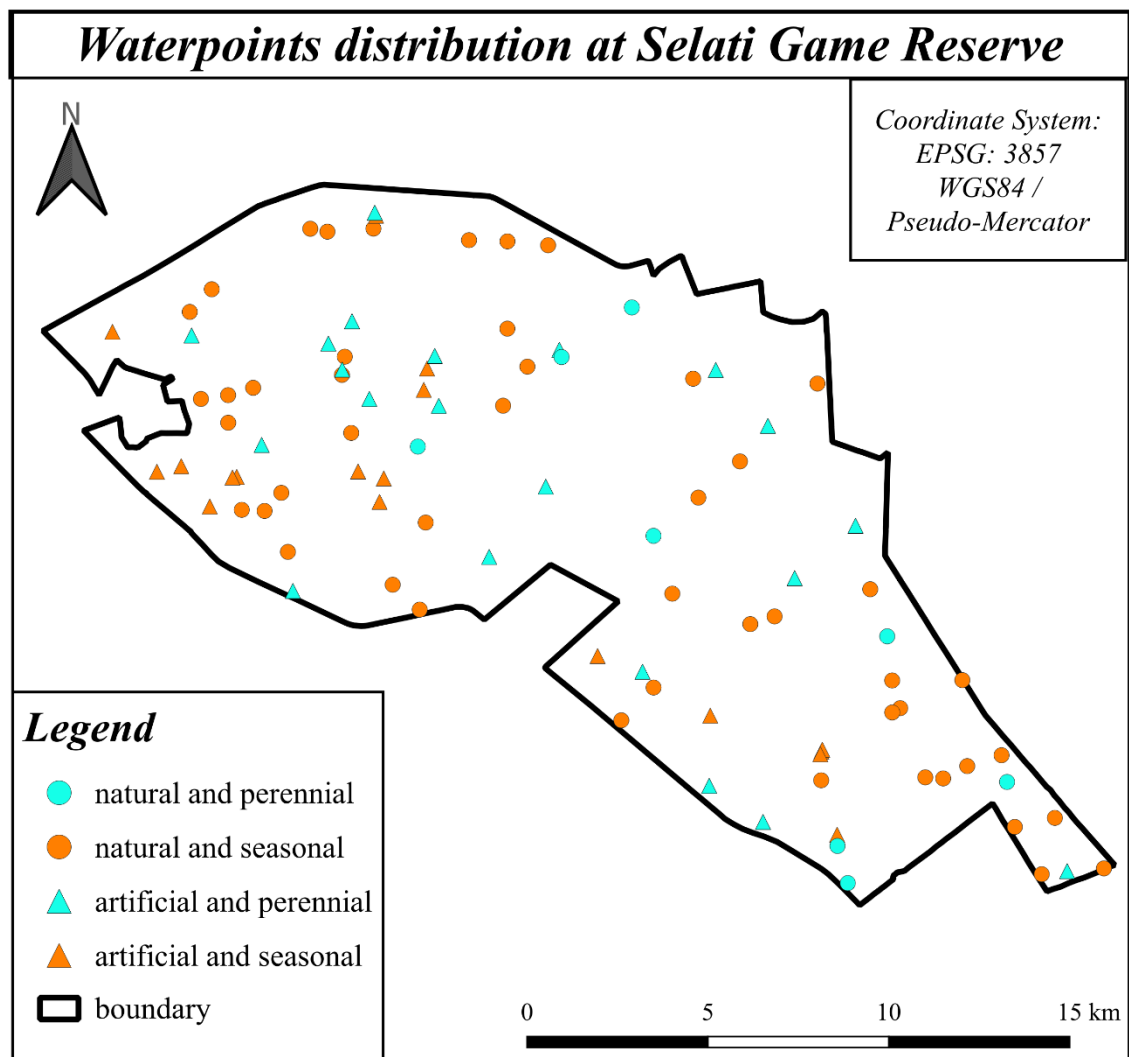 Waterpoints distribution at Selati Game Reserve
N
Coordinate System:
EPSG: 3857
WGS84 /
Pseudo-Mercator
Legend
natural and perennial
natural and seasonal
artificial and perennial
artificial and seasonal
boundary
0 5 10 15 km